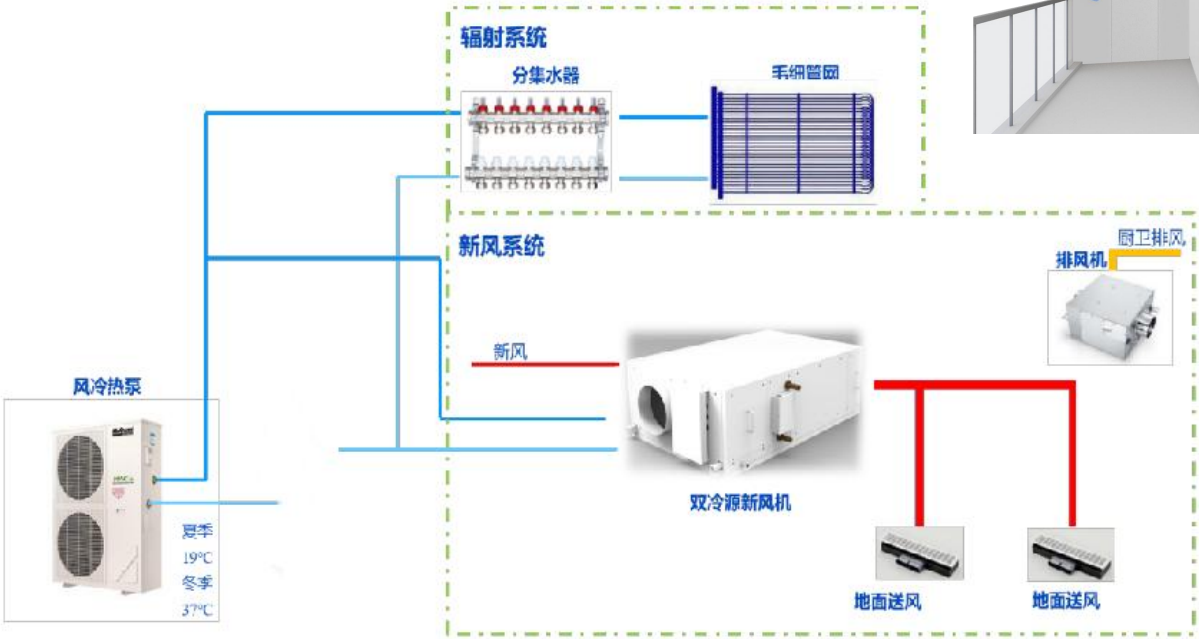 辐射系统
分集水器
毛细管网
新风系统
厨卫排风
排风机
新风
风冷热泵
双冷源新风机
夏季
19°C
冬季
37°C
地面送风
地面送风